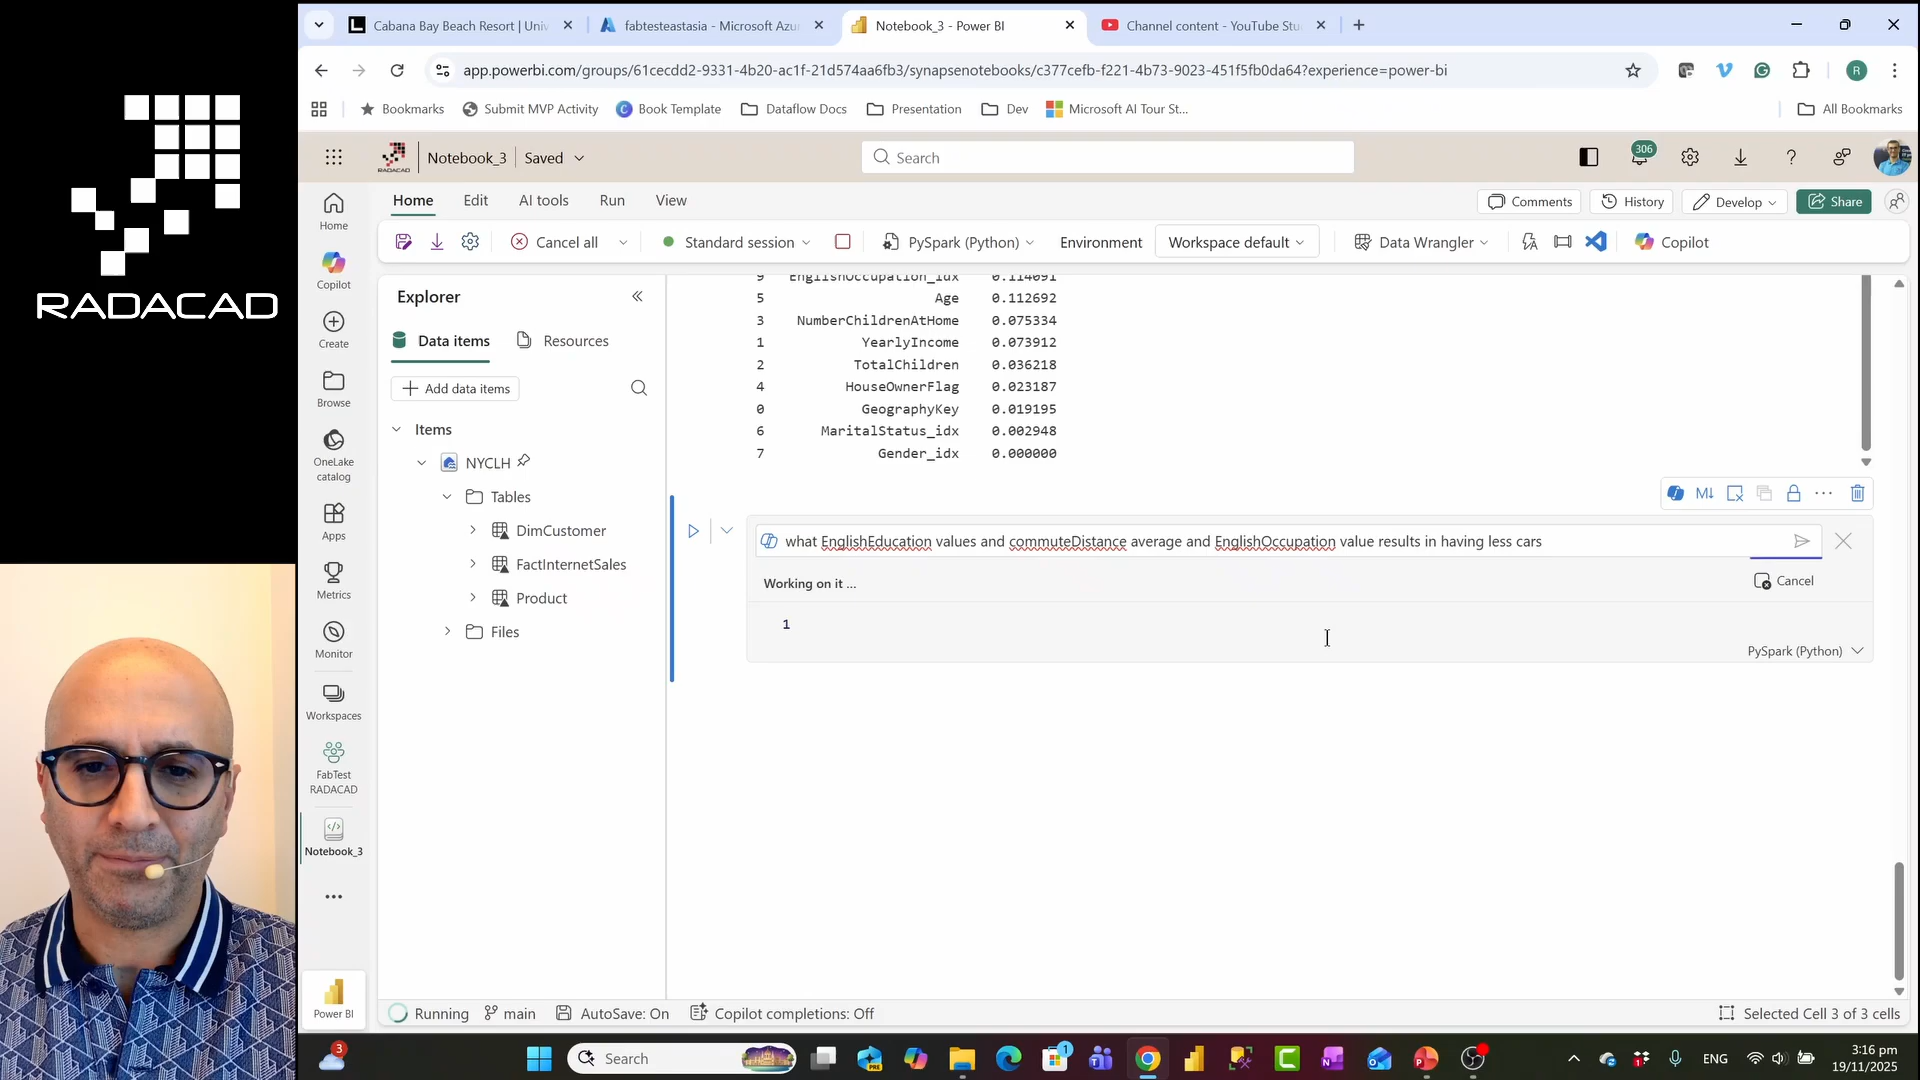 RADACAD
Cabana Bay Beach Resort | Univ
fabtesteastasia - Microsoft Azu
Notebook_3 - Power BI
Channel content - YouTube Stu
app.powerbi.com/groups/61cecdd2-9331-4b20-ac1f-21d574aa6fb3/synapsenotebooks/c377cefb-f221-4b73-9023-451f5fb0da64?experience=power-bi
R
Bookmarks
Submit MVP Activity
Book Template
Dataflow Docs
Presentation
Dev
Microsoft AI Tour St...
All Bookmarks
RADACAD
Notebook_3
Saved
Search
306
Home
Edit
AI tools
Run
View
Comments
History
Develop
Share
Cancel all
Standard session
PySpark (Python)
Environment
Workspace default
Data Wrangler
Copilot
Home
Copilot
Create
Browse
OneLake
catalog
Apps
Metrics
Monitor
Workspaces
FabTest
RADACAD
Notebook_3
Power BI
Explorer
Data items
Resources
Add data items
Items
NYCLH
Tables
DimCustomer
FactInternetSales
Product
Files
9 EnglishOccupation_idx 0.114091
5 Age 0.112692
3 NumberChildrenAtHome 0.075334
1 YearlyIncome 0.073912
2 TotalChildren 0.036218
4 HouseOwnerFlag 0.023187
0 GeographyKey 0.019195
6 MaritalStatus_idx 0.002948
7 Gender_idx 0.000000
M↓
what EnglishEducation values and commuteDistance average and EnglishOccupation value results in having less cars
Working on it ...
Cancel
1
PySpark (Python)
Running
main
AutoSave: On
Copilot completions: Off
Selected Cell 3 of 3 cells
3
Search
PRE
1
ENG
3:16 pm
19/11/2025